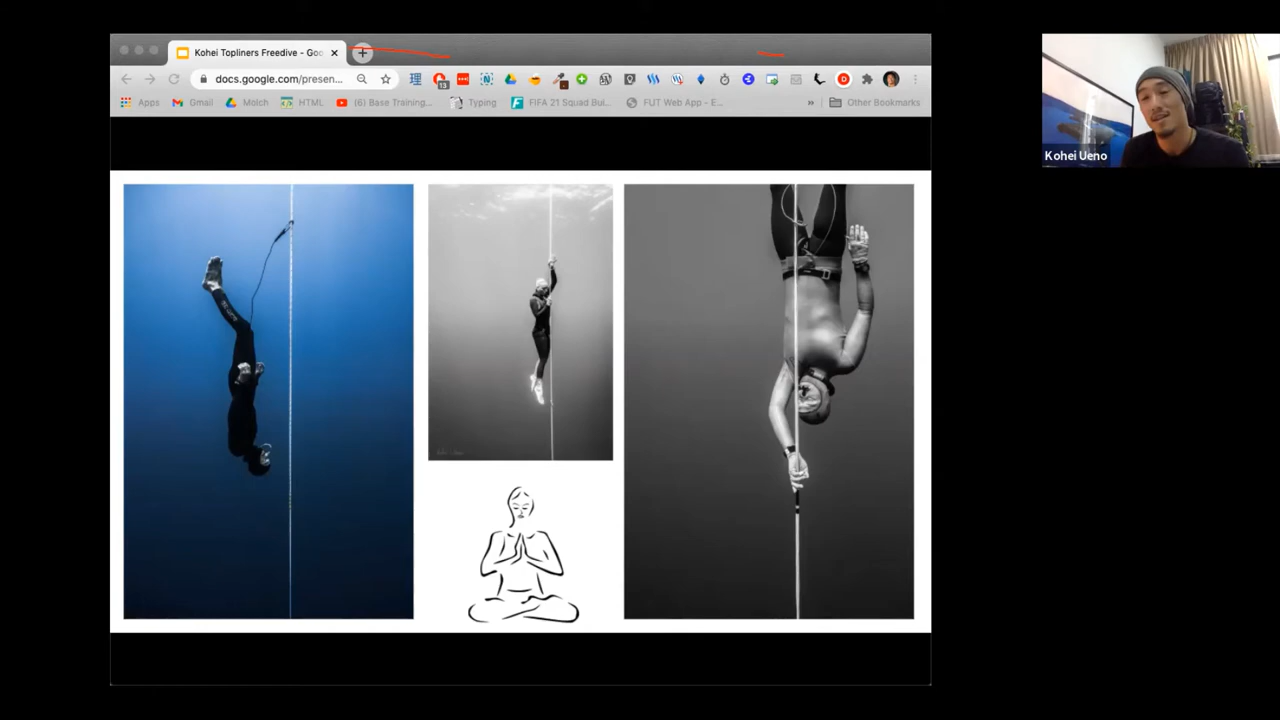 Kohei Topliners Freedive - Goo
docs.google.com/presen...
13
Apps
Gmail
Molch
HTML
(6) Base Training...
Typing
FIFA 21 Squad Bui...
FUT Web App - E...
»
Other Bookmarks
Kohei Ueno